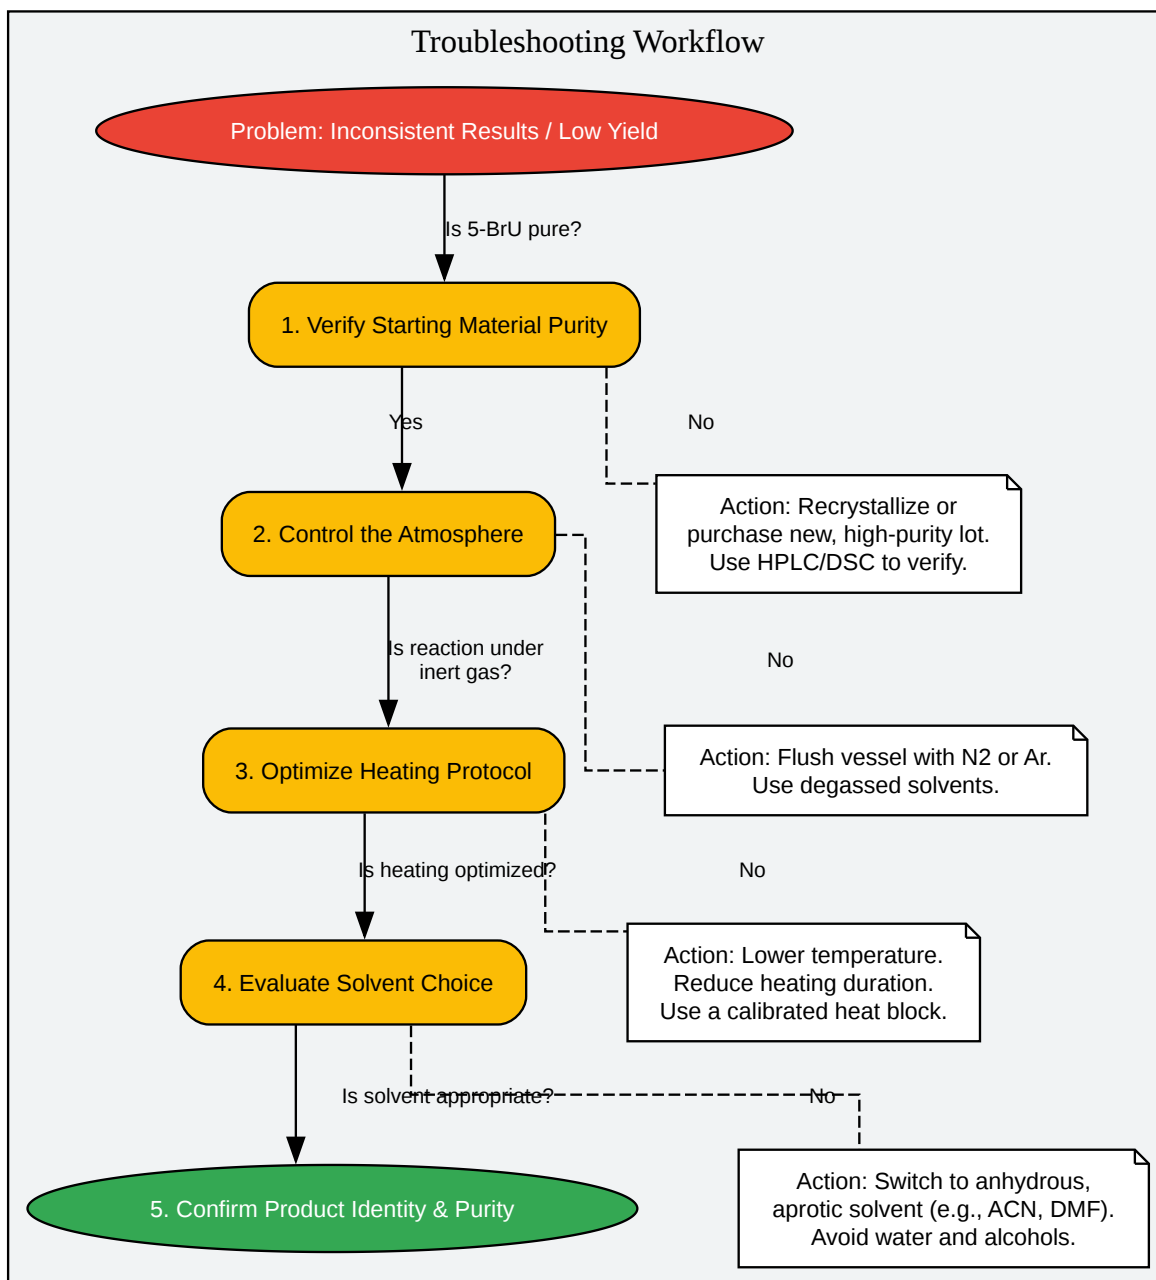 Troubleshooting Workflow
Problem: Inconsistent Results / Low Yield
Is 5-BrU pure?
1. Verify Starting Material Purity
Yes
No
Action: Recrystallize or
purchase new, high-purity lot.
Use HPLC/DSC to verify.
2. Control the Atmosphere
Is reaction under
inert gas?
No
Action: Flush vessel with N2 or Ar.
Use degassed solvents.
3. Optimize Heating Protocol
Is heating optimized?
No
Action: Lower temperature.
Reduce heating duration.
Use a calibrated heat block.
4. Evaluate Solvent Choice
Is solvent appropriate?
No
Action: Switch to anhydrous,
aprotic solvent (e.g., ACN, DMF).
Avoid water and alcohols.
5. Confirm Product Identity & Purity